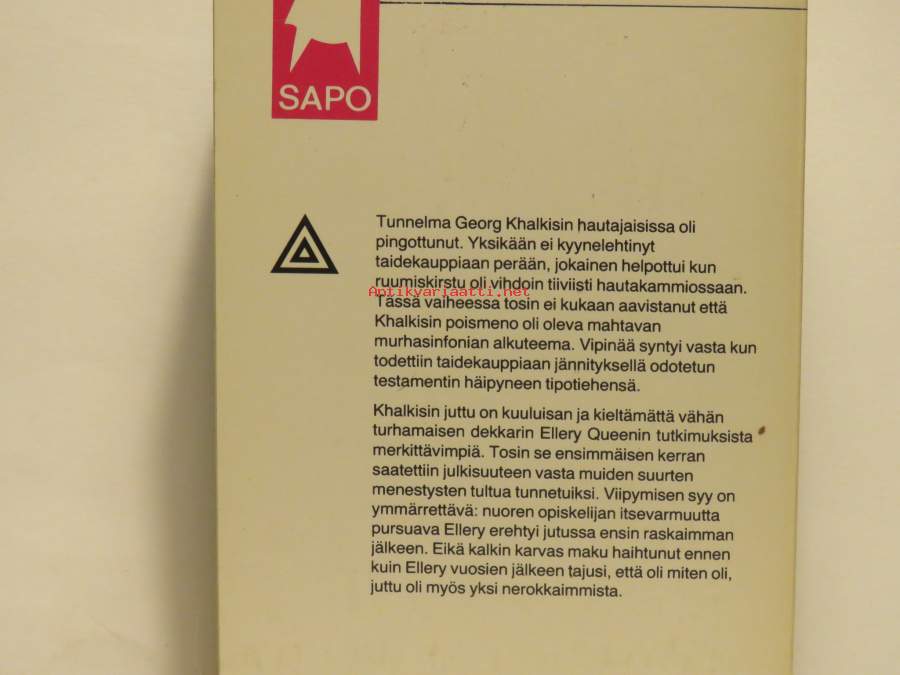 SAPO
Tunnelma Georg Khalkisin hautajaisissa oli
pingottunut. Yksikään ei kyynelehtinyt
taidekauppiaan perään, jokainen helpottui kun
ruumiskirstu oli vihdoin tiiviisti hautakammiossaan.
Antikvariaatti.net
Tässä vaiheessa tosin ei kukaan aavistanut että
Khalkisin poismeno oli oleva mahtavan
murhasinfonian alkuteema. Vipinää syntyi vasta kun
todettiin taidekauppiaan jännityksellä odotetun
testamentin häipyneen tipotiehensä.
Khalkisin juttu on kuuluisan ja kieltämättä vähän
turhamaisen dekkarin Ellery Queenin tutkimuksista
merkittävimpiä. Tosin se ensimmäisen kerran
saatettiin julkisuuteen vasta muiden suurten
menestysten tultua tunnetuiksi. Viipymisen syy on
ymmärrettävä: nuoren opiskelijan itsevarmuutta
pursuava Ellery erehtyi jutussa ensin raskaimman
jälkeen. Eikä kalkin karvas maku haihtunut ennen
kuin Ellery vuosien jälkeen tajusi, että oli miten oli,
juttu oli myös yksi nerokkaimmista.